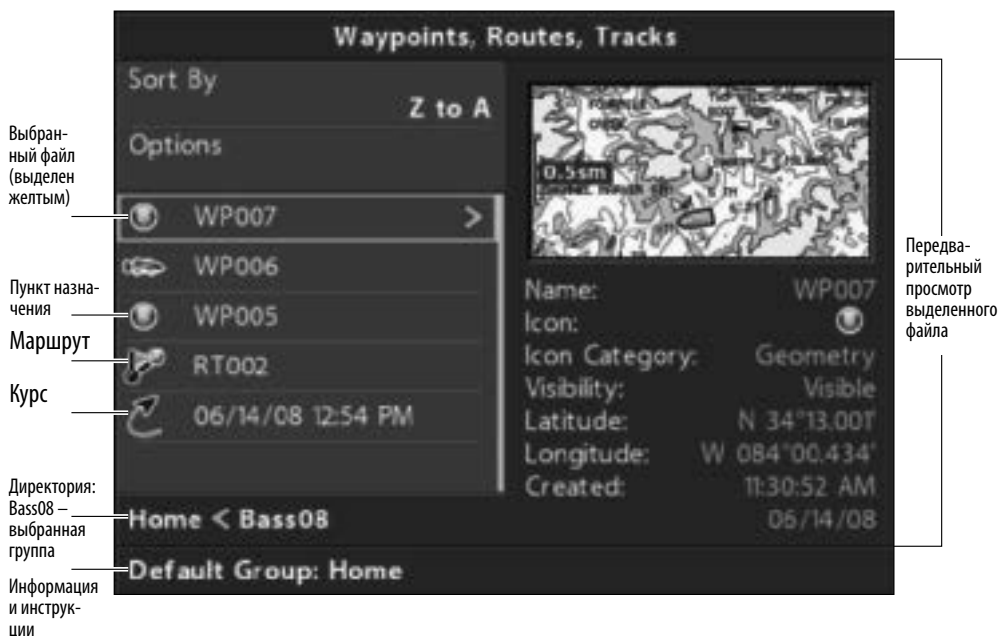 Waypoints, Routes, Tracks
Sort By
Z to A
Options
WP007 >
WP006
WP005
RT002
06/14/08 12:54 PM
Home < Bass08
Default Group: Home
0.5sm
Name: WP007
Icon:
Icon Category: Geometry
Visibility: Visible
Latitude: N 34°13.001'
Longitude: W 084°00.434'
Created: 11:30:52 AM
06/14/08
Выбран-
ный файл
(выделен
желтым)
Пункт назна-
чения
Маршрут
Курс
Директория:
Bass08 –
выбранная
группа
Информация
и инструк-
ции
Передва-
рительный
просмотр
выделенного
файла